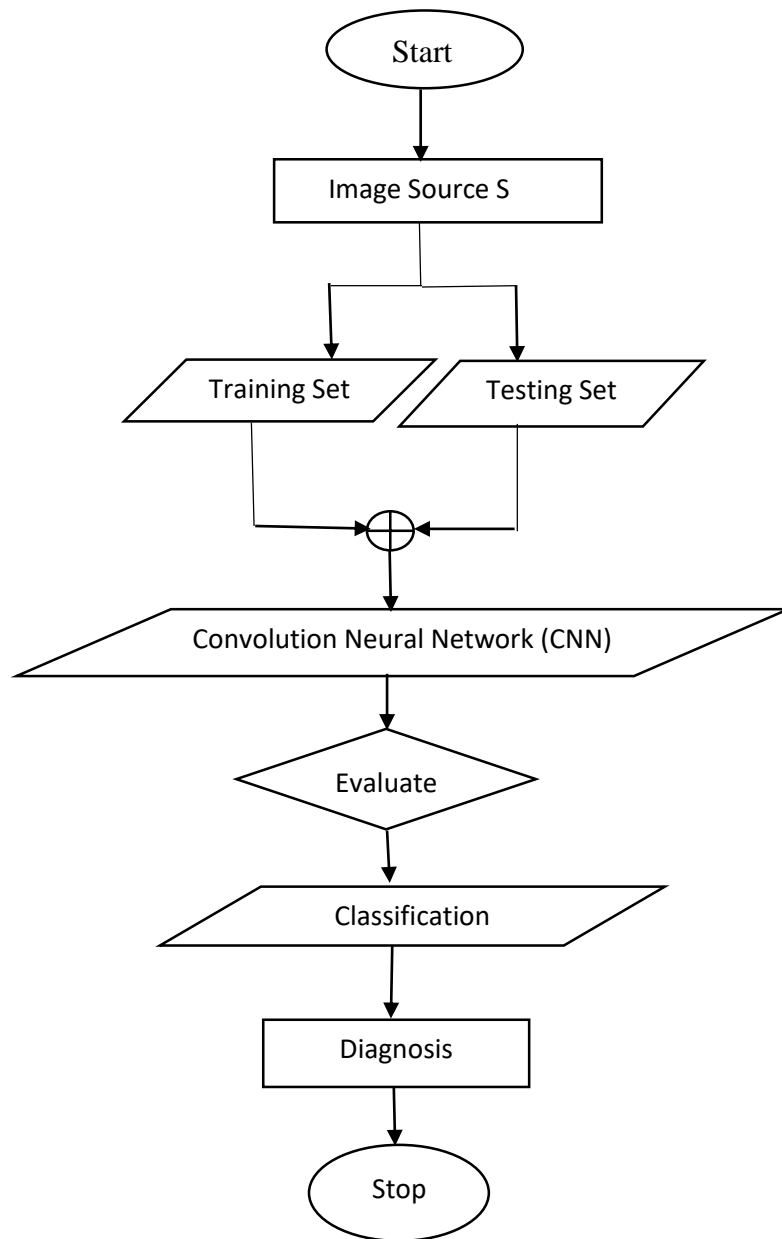 Start
Image Source S
Training Set
Testing Set
Convolution Neural Network (CNN)
Evaluate
Classification
Diagnosis
Stop